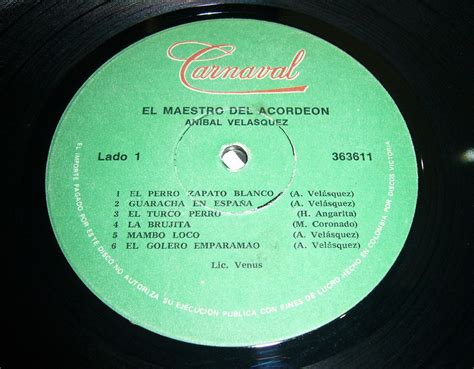 Carnaval
EL MAESTRO DEL ACORDEON
ANIBAL VELASQUEZ
Lado 1 363611
1 EL PERRO ZAPATO BLANCO (A. Velásquez)
2 GUARACHA EN ESPAÑA (A. Velásquez)
3 EL TURCO PERRO (H. Angarita)
4 LA BRUJITA (M. Coronado)
5 MAMBO LOCO (A. Velásquez)
6 EL GOLERO EMPARAMAO (A. Velásquez)
Lic. Venus
EL IMPORTE PAGADO POR ESTE DISCO NO AUTORIZA SU EJECUCION PUBLICA CON FINES DE LUCRO HECHO EN COLOMBIA POR DISCOS VICTORIA